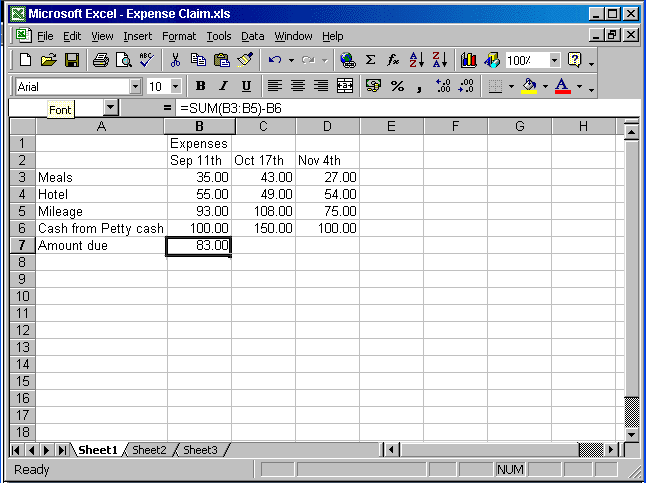 Microsoft Excel - Expense Claim.xls
File Edit View Insert Format Tools Data Window Help
100%
Arial 10 B I U
Font = =SUM(B3:B5)-B6
A B C D E F G H
1 Expenses
2 Sep 11th Oct 17th Nov 4th
3 Meals 35.00 43.00 27.00
4 Hotel 55.00 49.00 54.00
5 Mileage 93.00 108.00 75.00
6 Cash from Petty cash 100.00 150.00 100.00
7 Amount due 83.00
8
9
10
11
12
13
14
15
16
17
18
Sheet1 Sheet2 Sheet3
Ready NUM